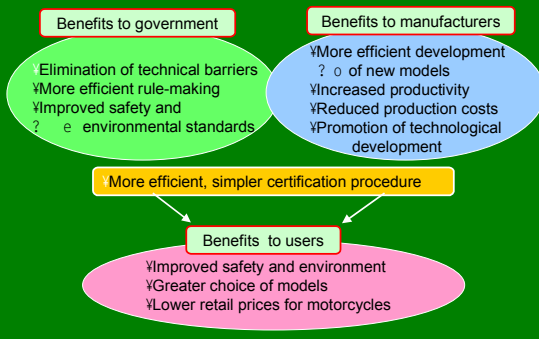 Benefits to government
¥Elimination of technical barriers
¥More efficient rule-making
¥Improved safety and
? e environmental standards
Benefits to manufacturers
¥More efficient development
? o of new models
¥Increased productivity
¥Reduced production costs
¥Promotion of technological
development
¥More efficient, simpler certification procedure
Benefits to users
¥Improved safety and environment
¥Greater choice of models
¥Lower retail prices for motorcycles